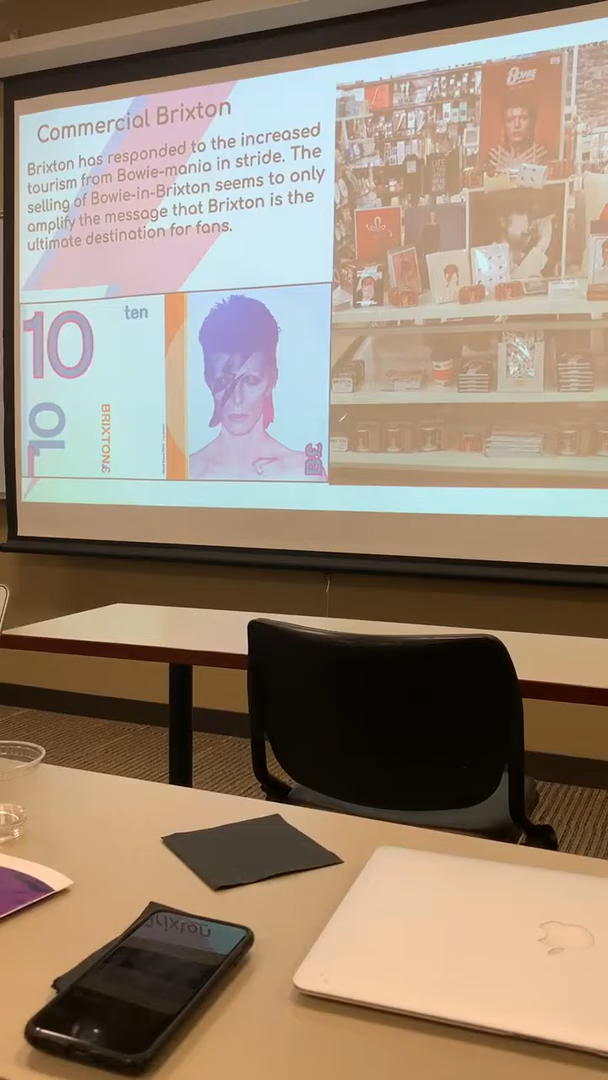 Commercial Brixton
Brixton has responded to the increased
tourism from Bowie-mania in stride. The
selling of Bowie-in-Brixton seems to only
amplify the message that Brixton is the
ultimate destination for fans.
10
ten
10
BRIXTON£
B£